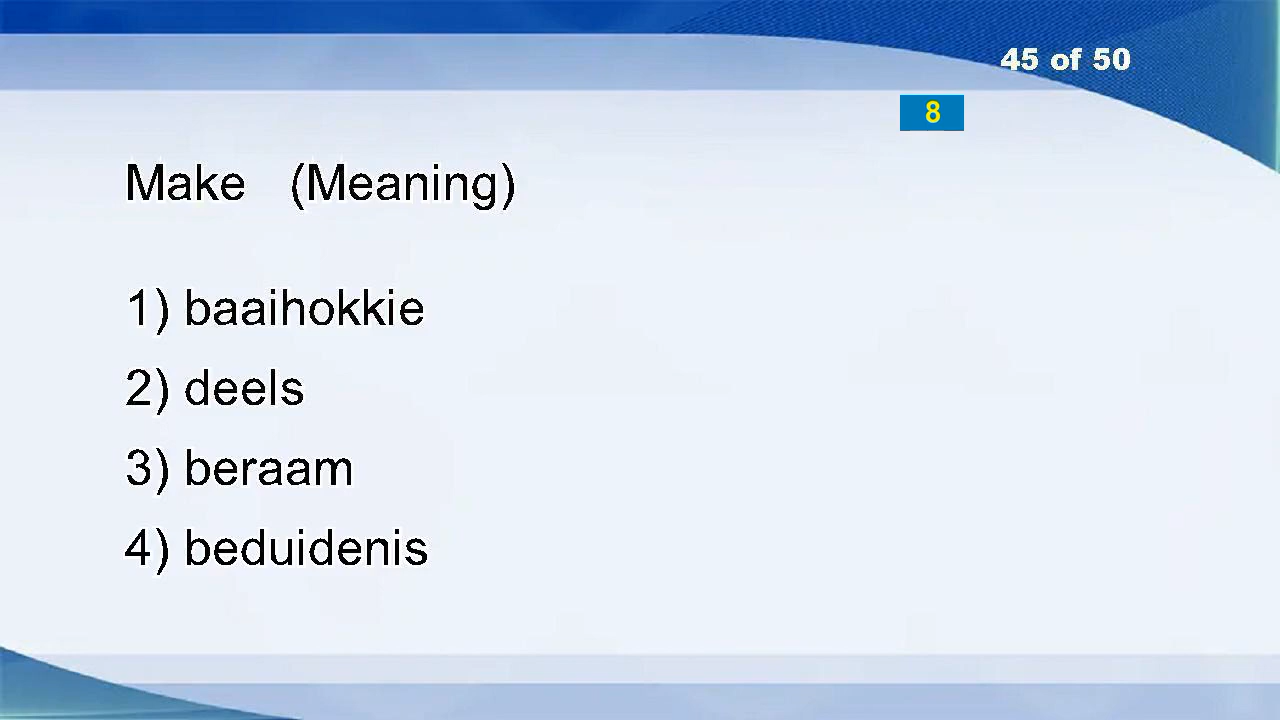 45 of 50
8
Make (Meaning)
1) baaihokkie
2) deels
3) beraam
4) beduidenis